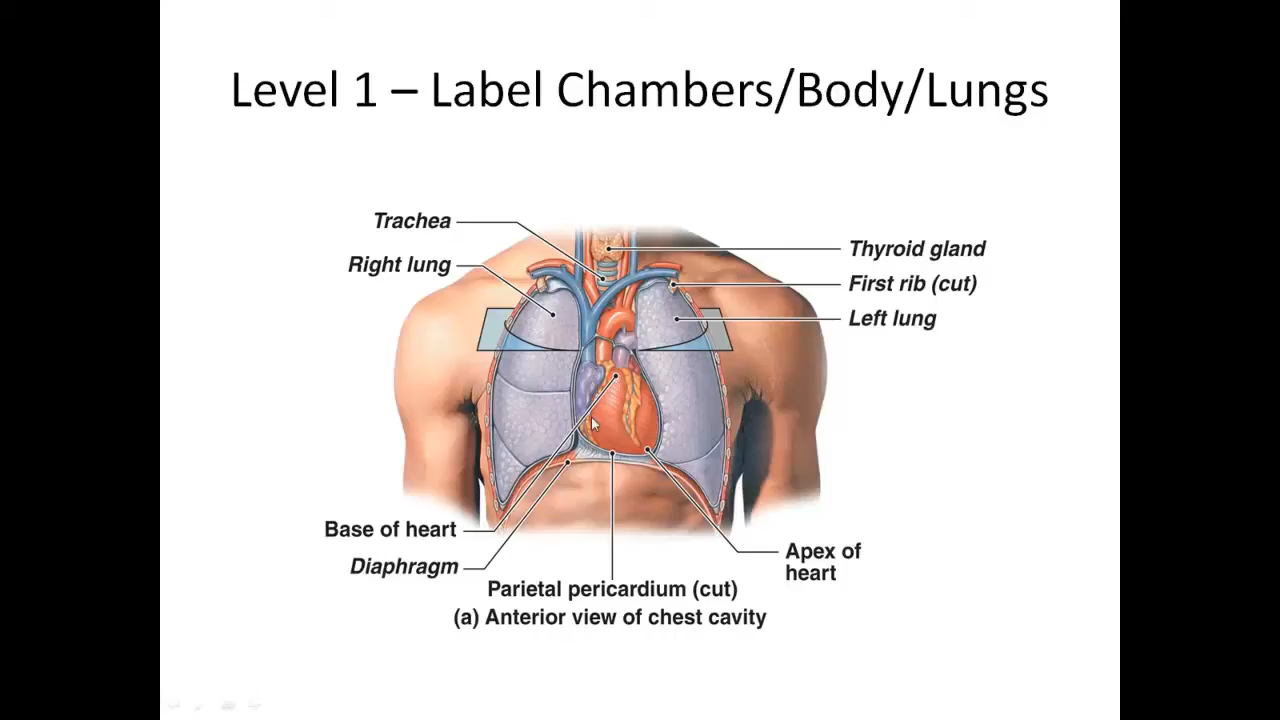 Level 1 – Label Chambers/Body/Lungs
Trachea
Right lung
Thyroid gland
First rib (cut)
Left lung
Base of heart
Diaphragm
Apex of
heart
Parietal pericardium (cut)
(a) Anterior view of chest cavity